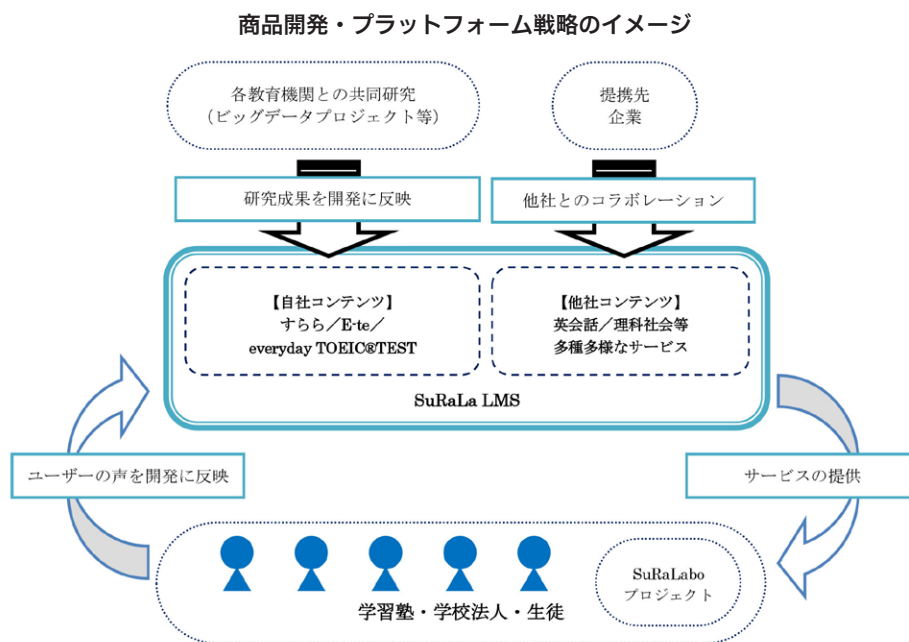 商品開発・プラットフォーム戦略のイメージ
各教育機関との共同研究
（ビッグデータプロジェクト等）
提携先
企業
研究成果を開発に反映
他社とのコラボレーション
【自社コンテンツ】
すらら／E-te／
everyday TOEIC®TEST
【他社コンテンツ】
英会話／理科社会等
多種多様なサービス
SuRaLa LMS
ユーザーの声を開発に反映
サービスの提供
SuRaLabo
プロジェクト
学習塾・学校法人・生徒